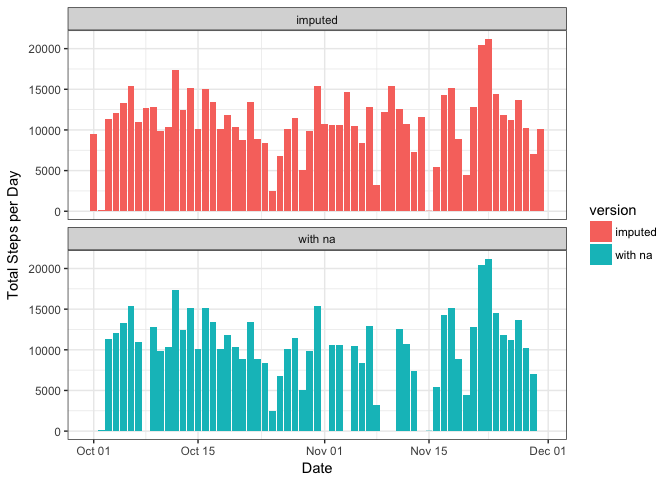 imputed
20000
15000
10000
5000
0
with na
20000
15000
10000
5000
0
Total Steps per Day
Oct 01 Oct 15 Nov 01 Nov 15 Dec 01
Date
version
imputed
with na